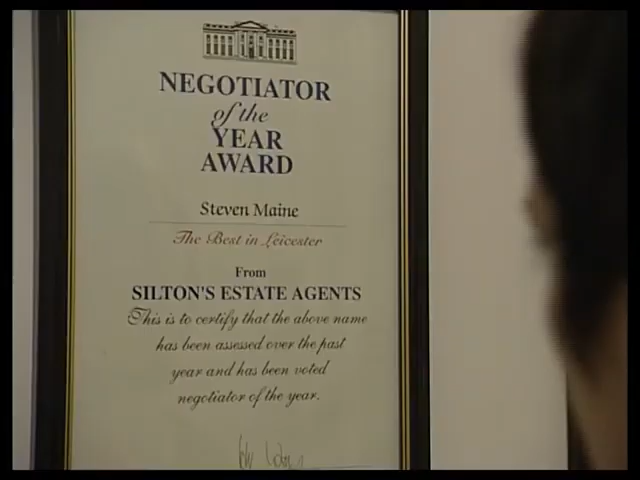 NEGOTIATOR
of the
YEAR
AWARD
Steven Maine
The Best in Leicester
From
SILTON'S ESTATE AGENTS
This is to certify that the above name
has been assessed over the past
year and has been voted
negotiator of the year.